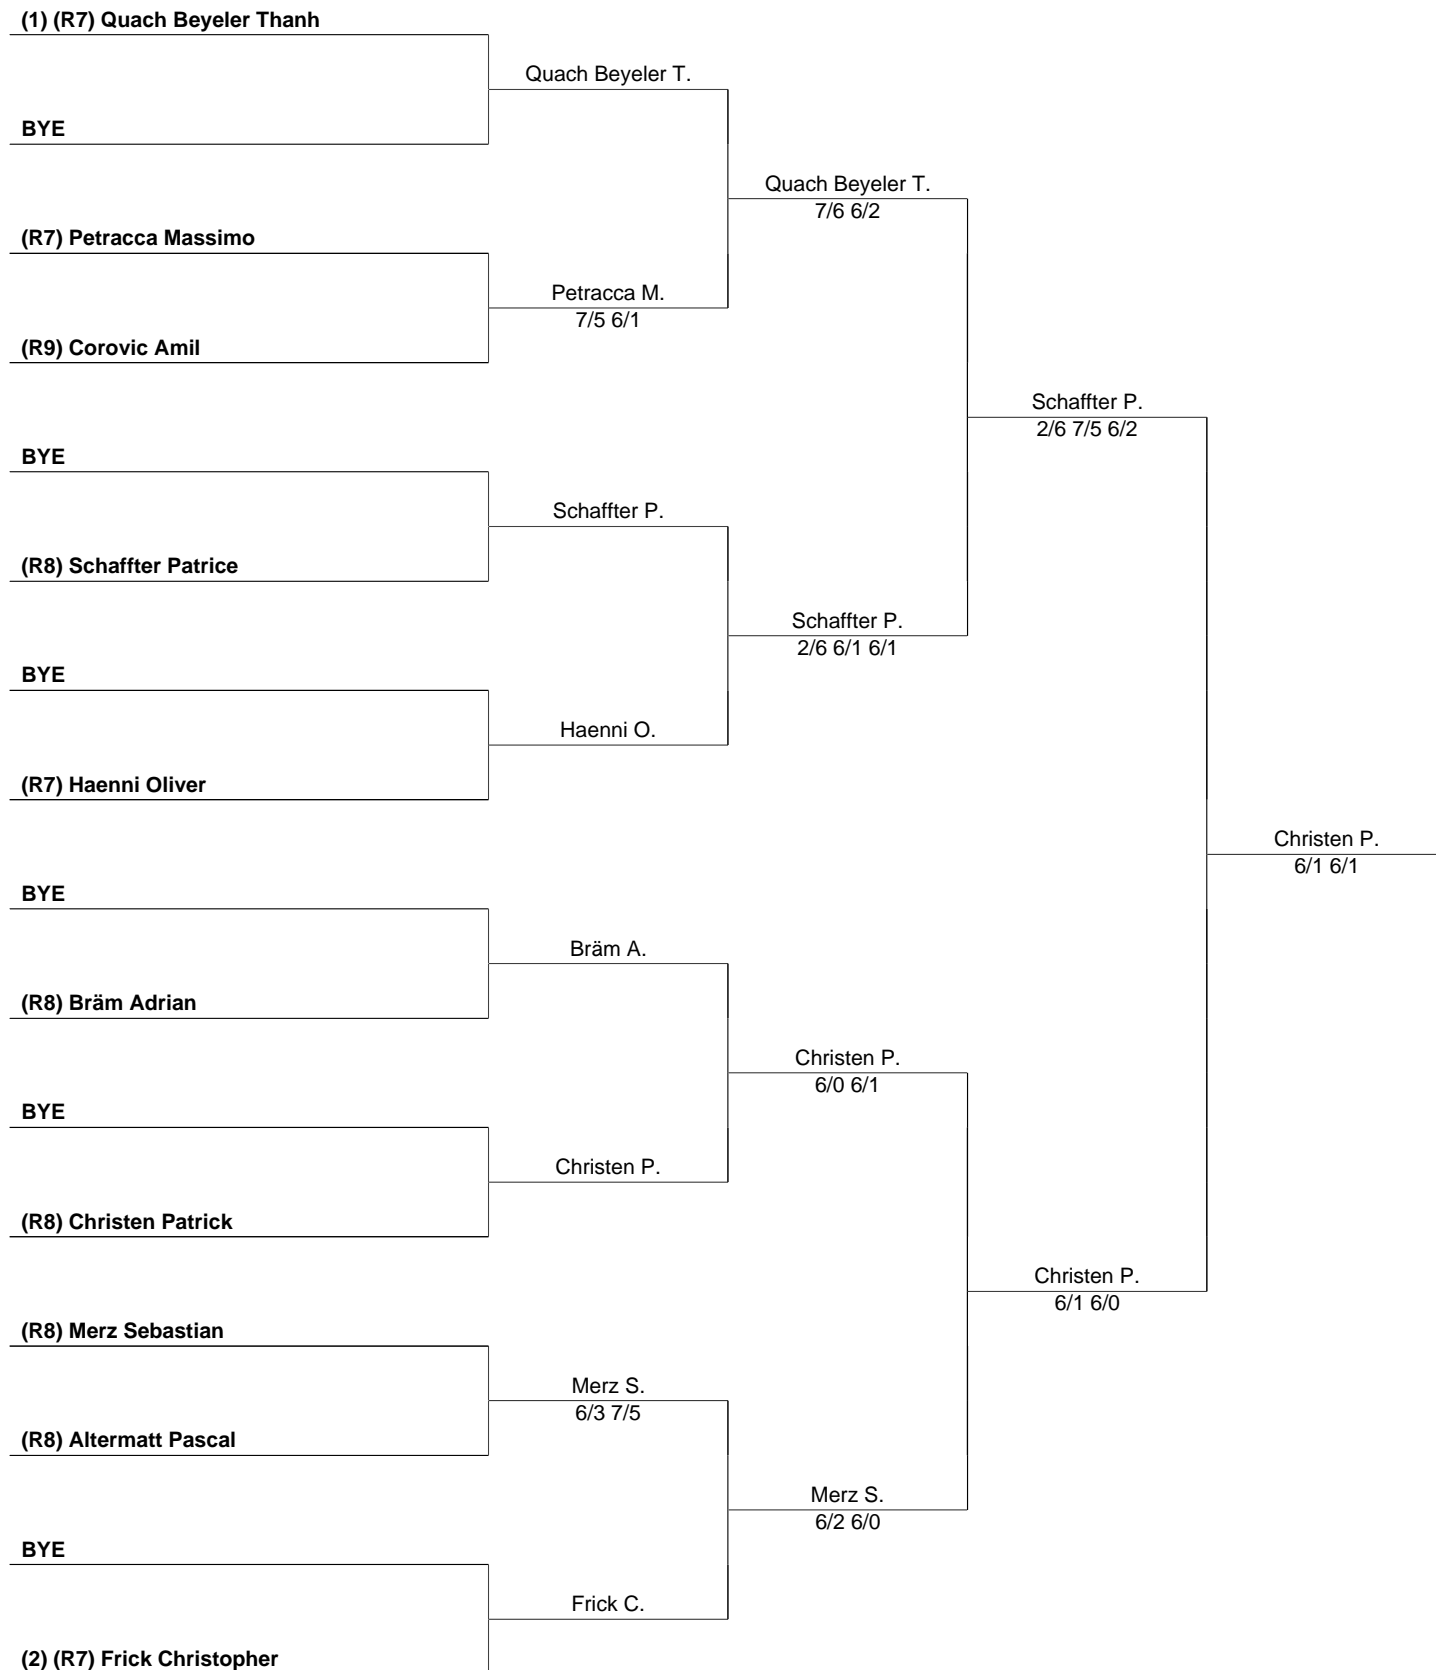 (1) (R7) Quach Beyeler Thanh
Quach Beyeler T.
BYE
Quach Beyeler T.
7/6 6/2
(R7) Petracca Massimo
Petracca M.
7/5 6/1
(R9) Corovic Amil
Schaffter P.
2/6 7/5 6/2
BYE
Schaffter P.
(R8) Schaffter Patrice
Schaffter P.
2/6 6/1 6/1
BYE
Haenni O.
(R7) Haenni Oliver
Christen P.
6/1 6/1
BYE
Bräm A.
(R8) Bräm Adrian
Christen P.
6/0 6/1
BYE
Christen P.
(R8) Christen Patrick
Christen P.
6/1 6/0
(R8) Merz Sebastian
Merz S.
6/3 7/5
(R8) Altermatt Pascal
Merz S.
6/2 6/0
BYE
Frick C.
(2) (R7) Frick Christopher